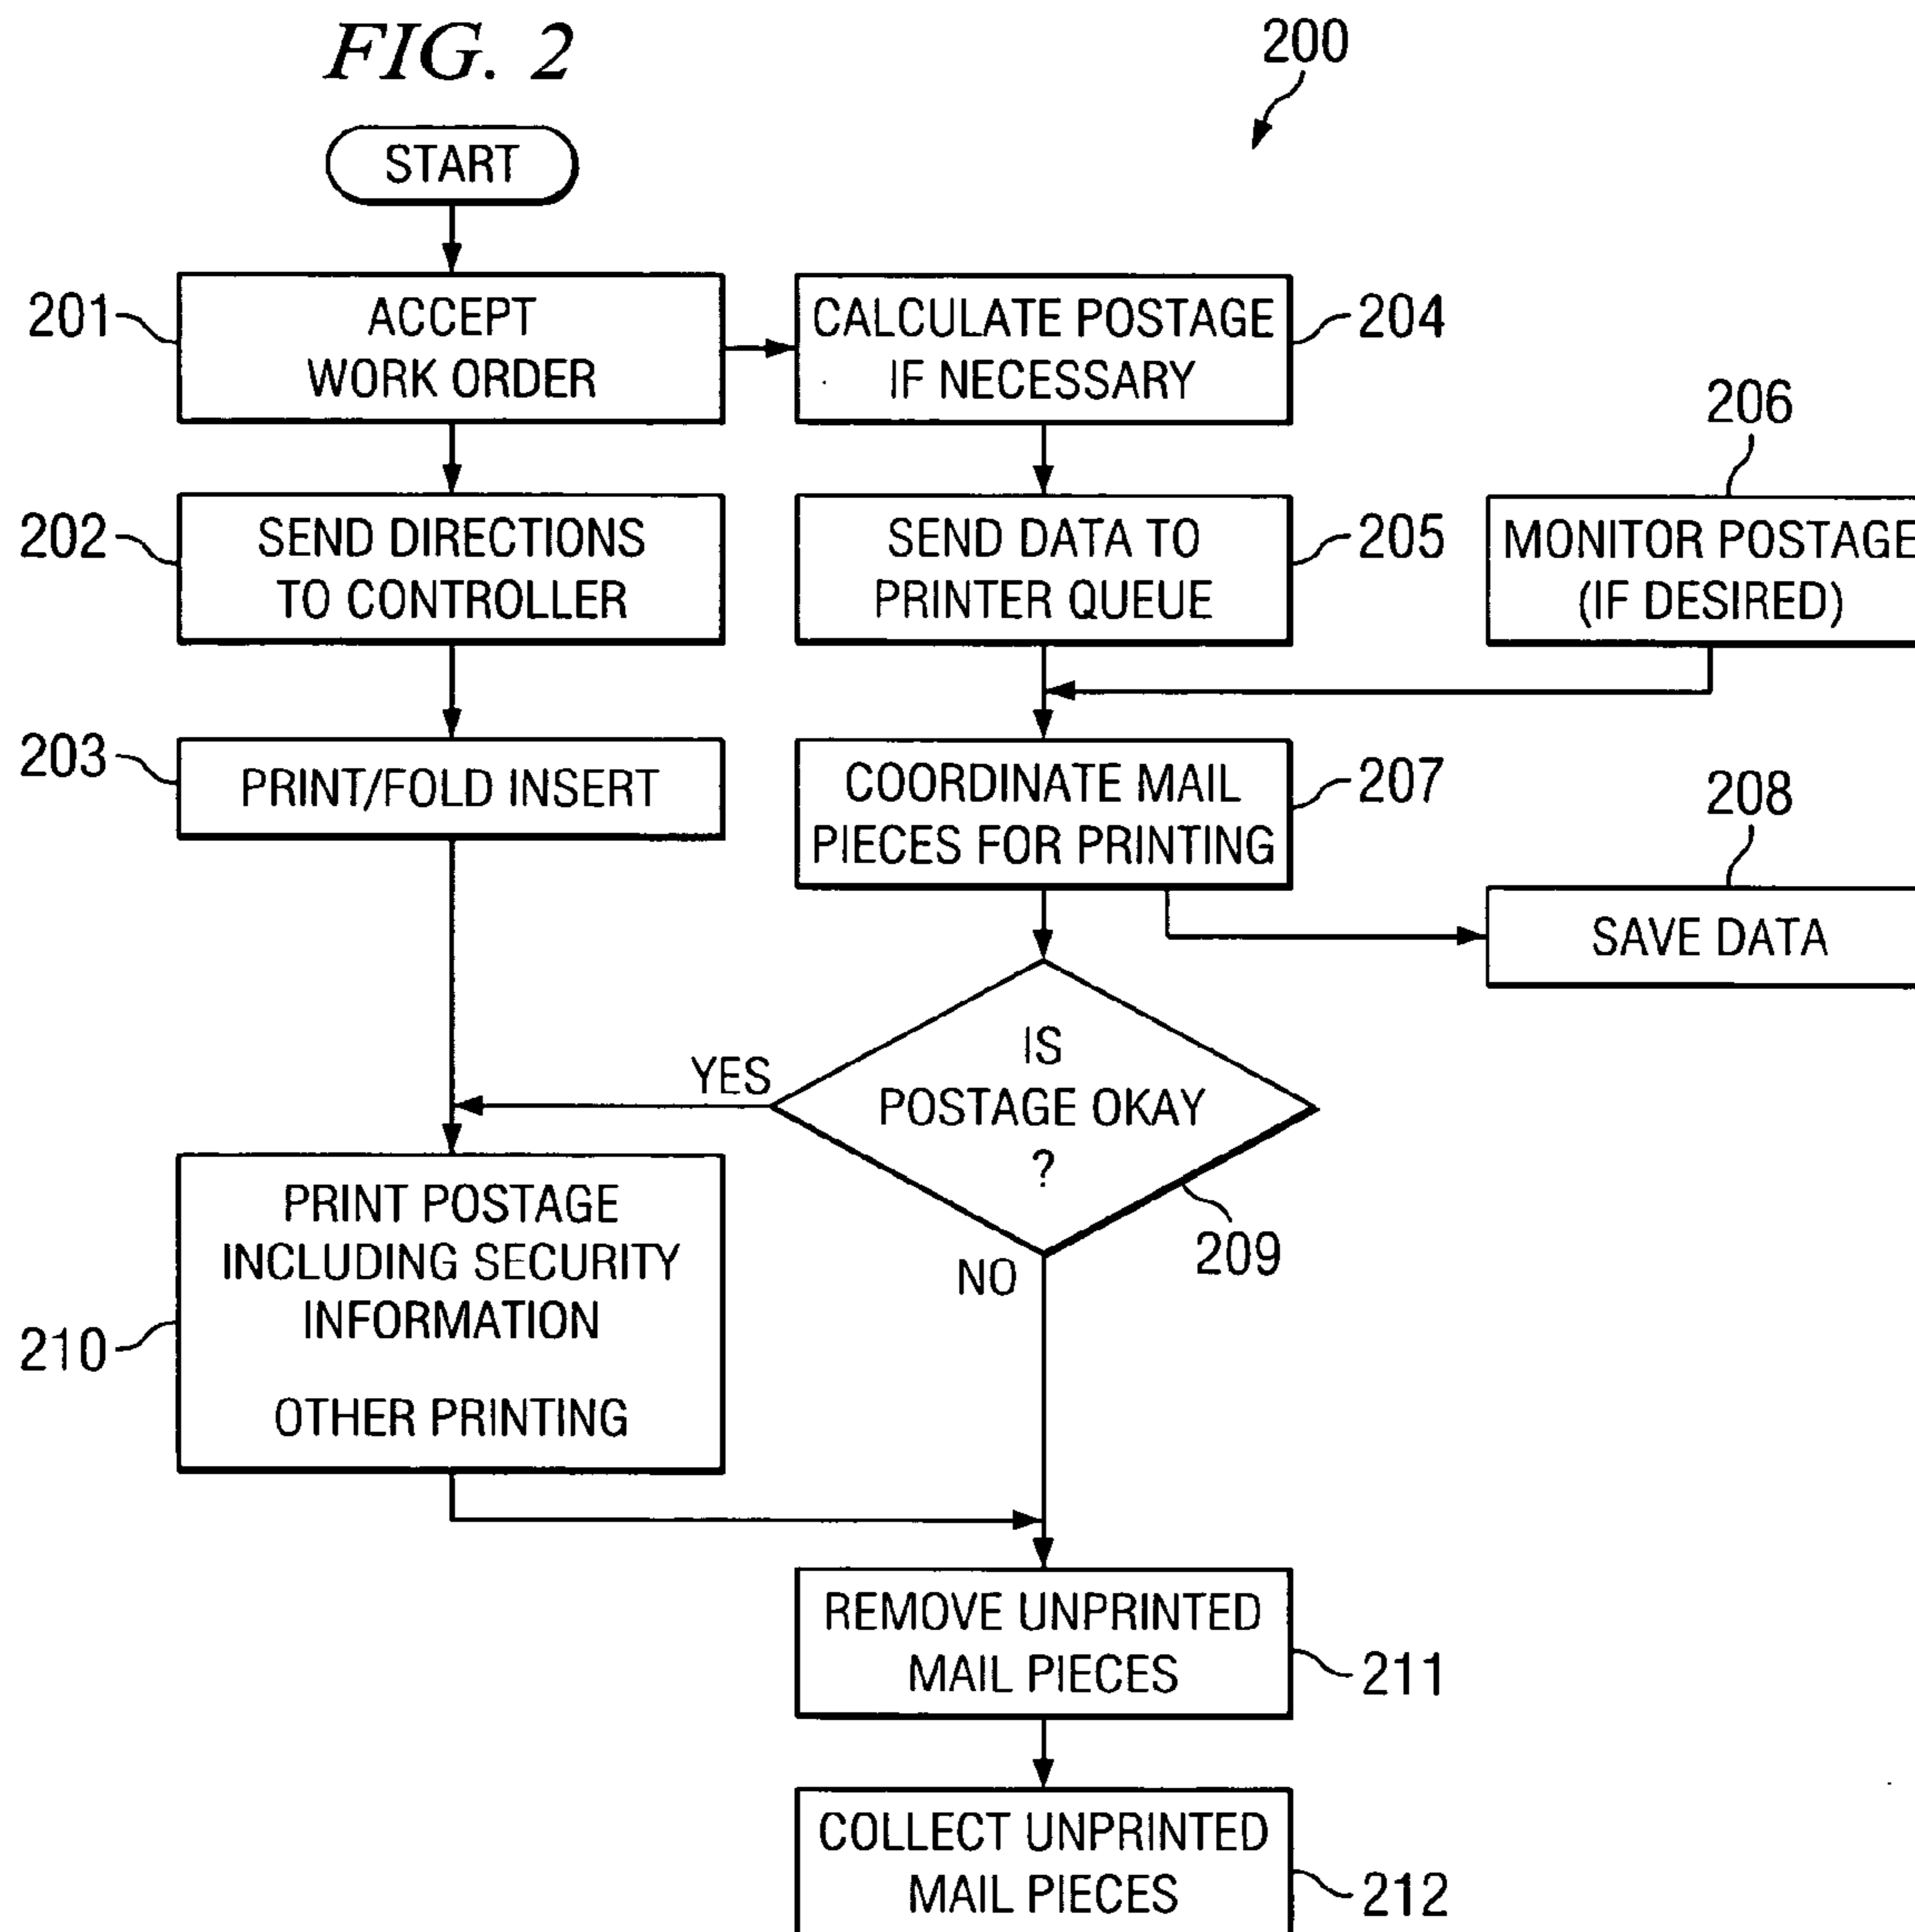 FIG. 2
200
START
201
ACCEPT
WORK ORDER
CALCULATE POSTAGE
IF NECESSARY
204
202
SEND DIRECTIONS
TO CONTROLLER
SEND DATA TO
PRINTER QUEUE
205
206
MONITOR POSTAGE
(IF DESIRED)
203
PRINT/FOLD INSERT
COORDINATE MAIL
PIECES FOR PRINTING
207
208
SAVE DATA
IS
POSTAGE OKAY
?
209
YES
NO
210
PRINT POSTAGE
INCLUDING SECURITY
INFORMATION
OTHER PRINTING
REMOVE UNPRINTED
MAIL PIECES
211
COLLECT UNPRINTED
MAIL PIECES
212